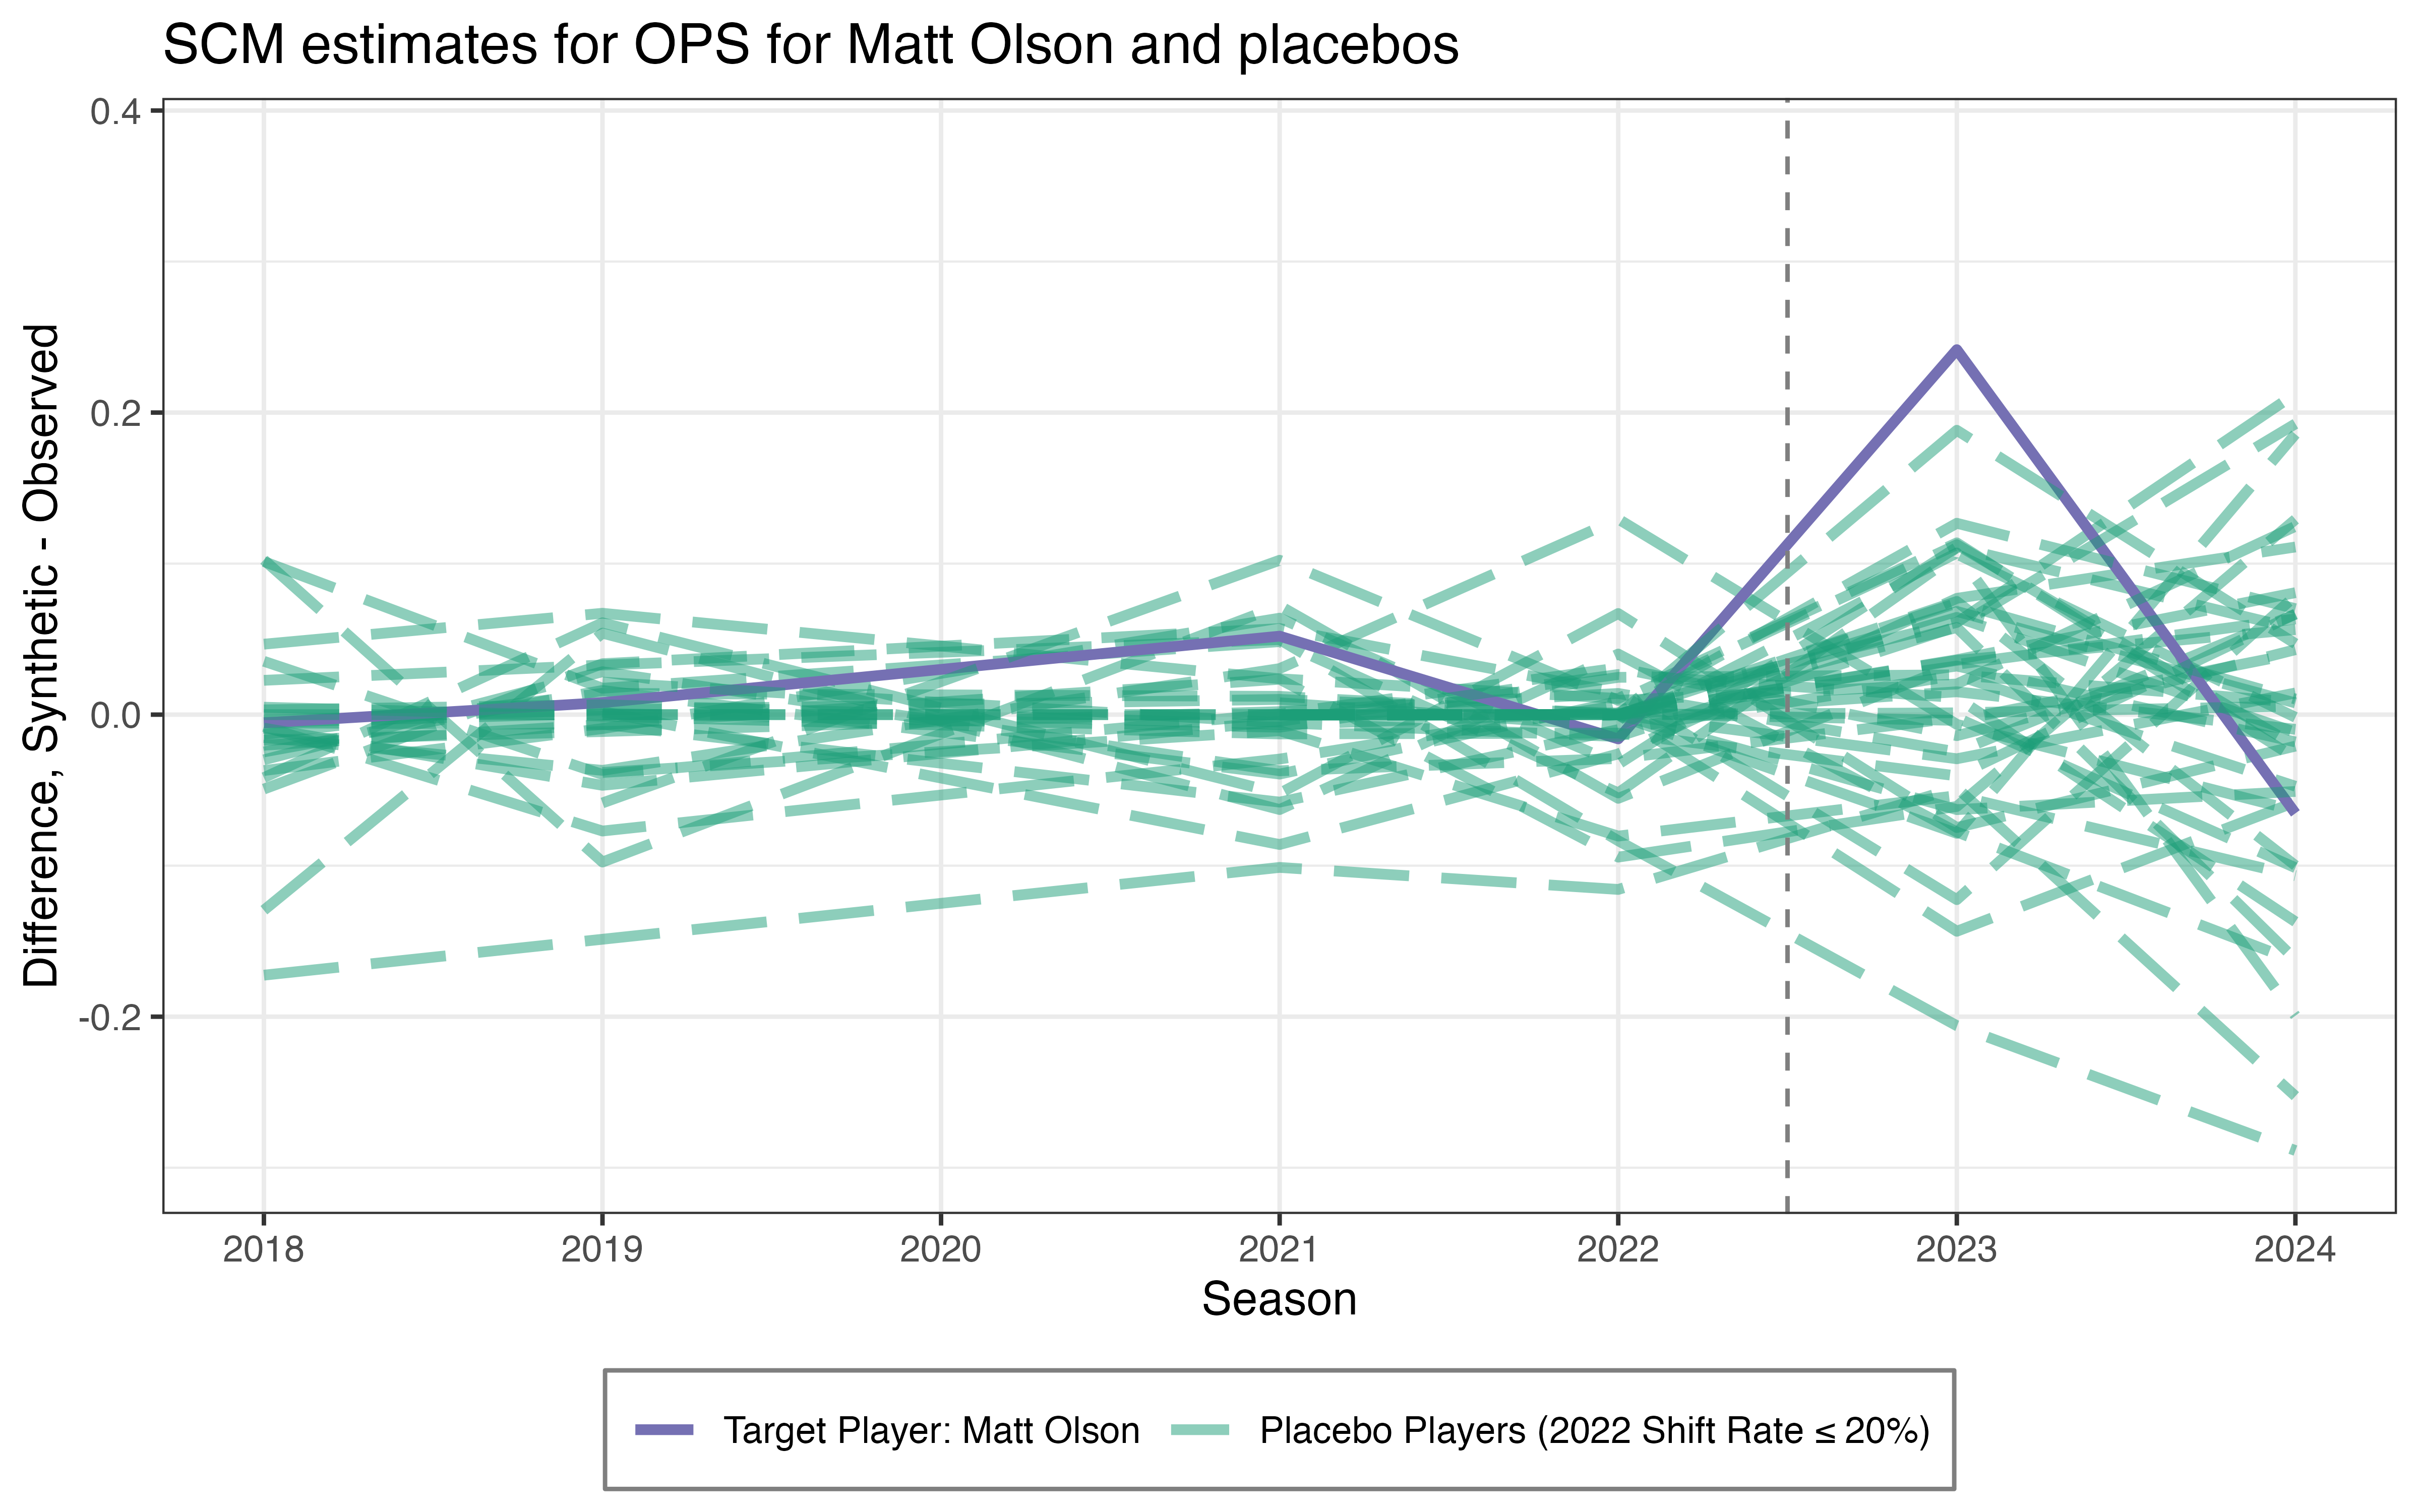 SCM estimates for OPS for Matt Olson and placebos
Difference, Synthetic - Observed
0.4
0.2
0.0
-0.2
2018 2019 2020 2021 2022 2023 2024
Season
Target Player: Matt Olson Placebo Players (2022 Shift Rate ≤ 20%)